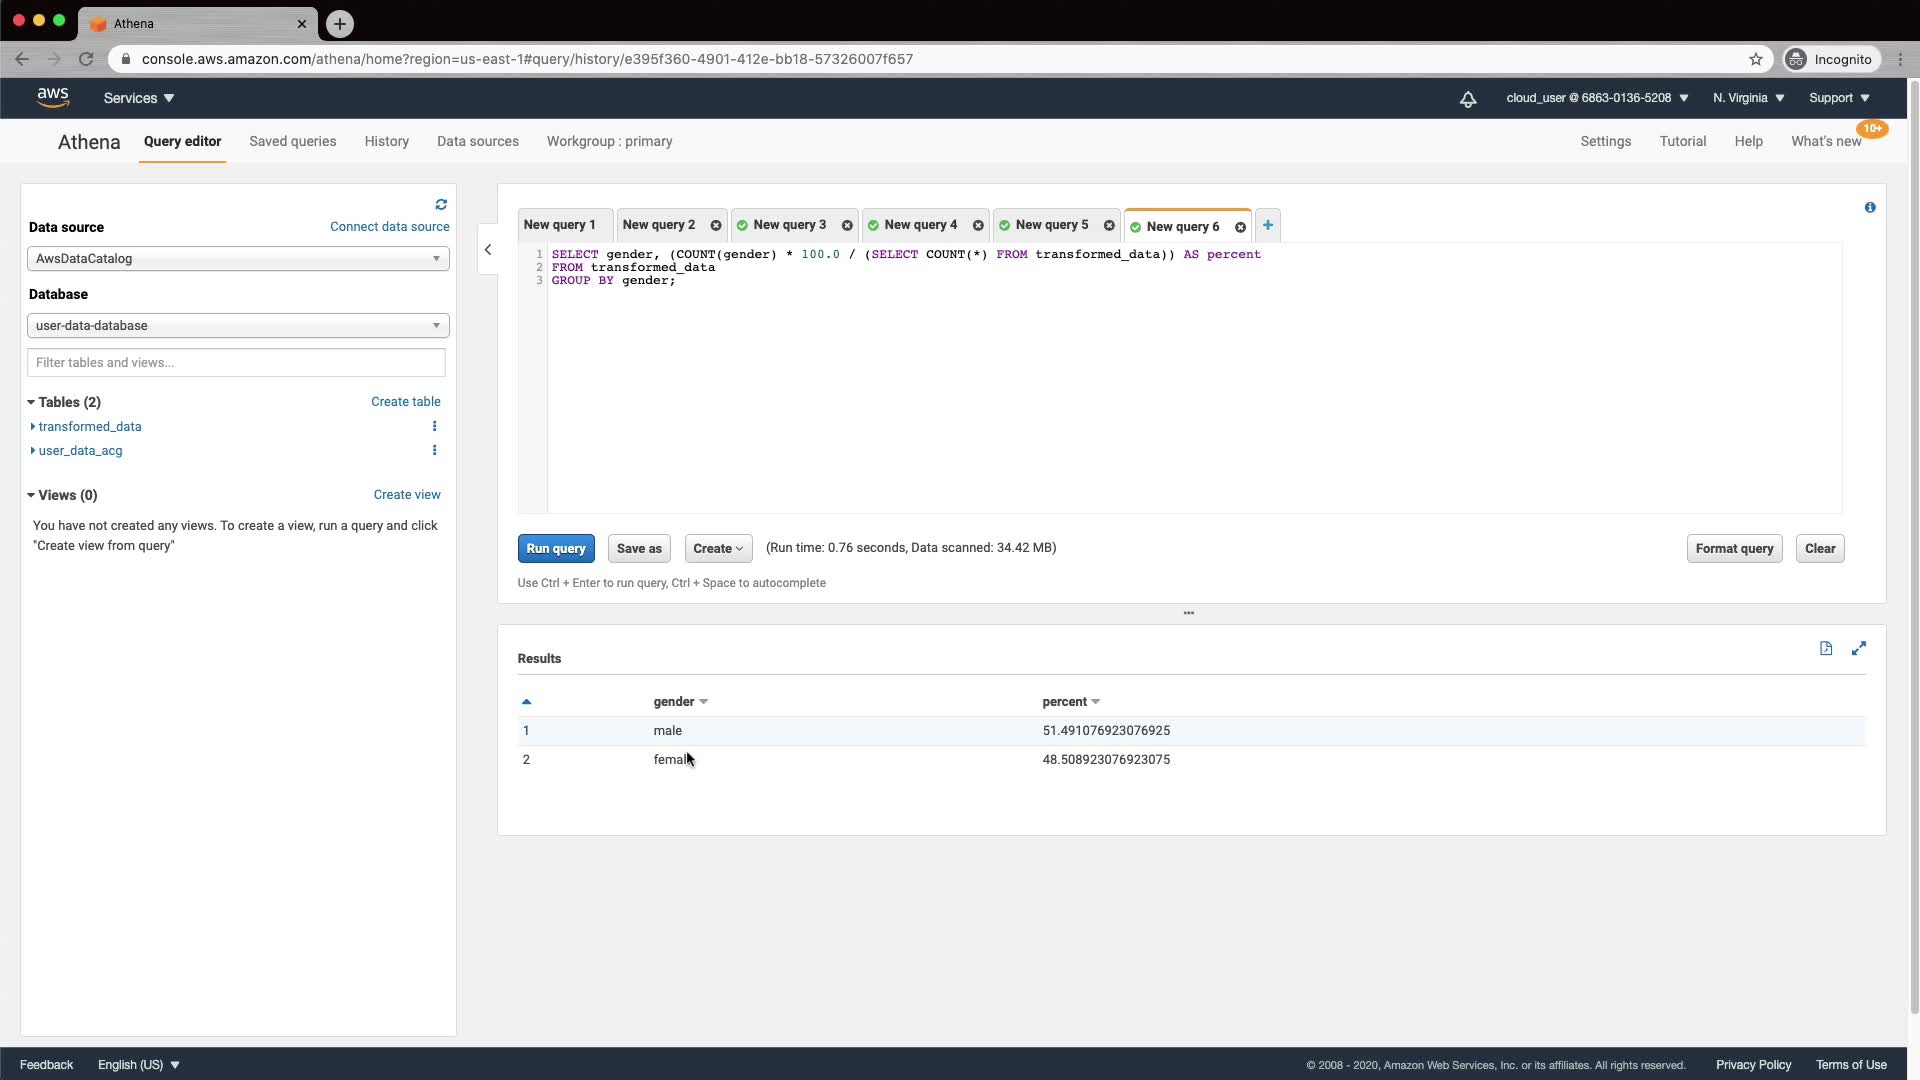 Athena
console.aws.amazon.com/athena/home?region=us-east-1#query/history/e395f360-4901-412e-bb18-57326007f657
Incognito
aws
Services
cloud_user @ 6863-0136-5208
N. Virginia
Support
Athena
Query editor
Saved queries
History
Data sources
Workgroup : primary
Settings
Tutorial
Help
What's new
10+
Data source
Connect data source
AwsDataCatalog
Database
user-data-database
Filter tables and views...
Tables (2)
Create table
transformed_data
user_data_acg
Views (0)
Create view
You have not created any views. To create a view, run a query and click
"Create view from query"
New query 1
New query 2
New query 3
New query 4
New query 5
New query 6
1 SELECT gender, (COUNT(gender) * 100.0 / (SELECT COUNT(*) FROM transformed_data)) AS percent
2 FROM transformed_data
3 GROUP BY gender;
Run query
Save as
Create
(Run time: 0.76 seconds, Data scanned: 34.42 MB)
Format query
Clear
Use Ctrl + Enter to run query, Ctrl + Space to autocomplete
Results
gender percent
1 male 51.491076923076925
2 female 48.508923076923075
Feedback
English (US)
© 2008 - 2020, Amazon Web Services, Inc. or its affiliates. All rights reserved.
Privacy Policy
Terms of Use